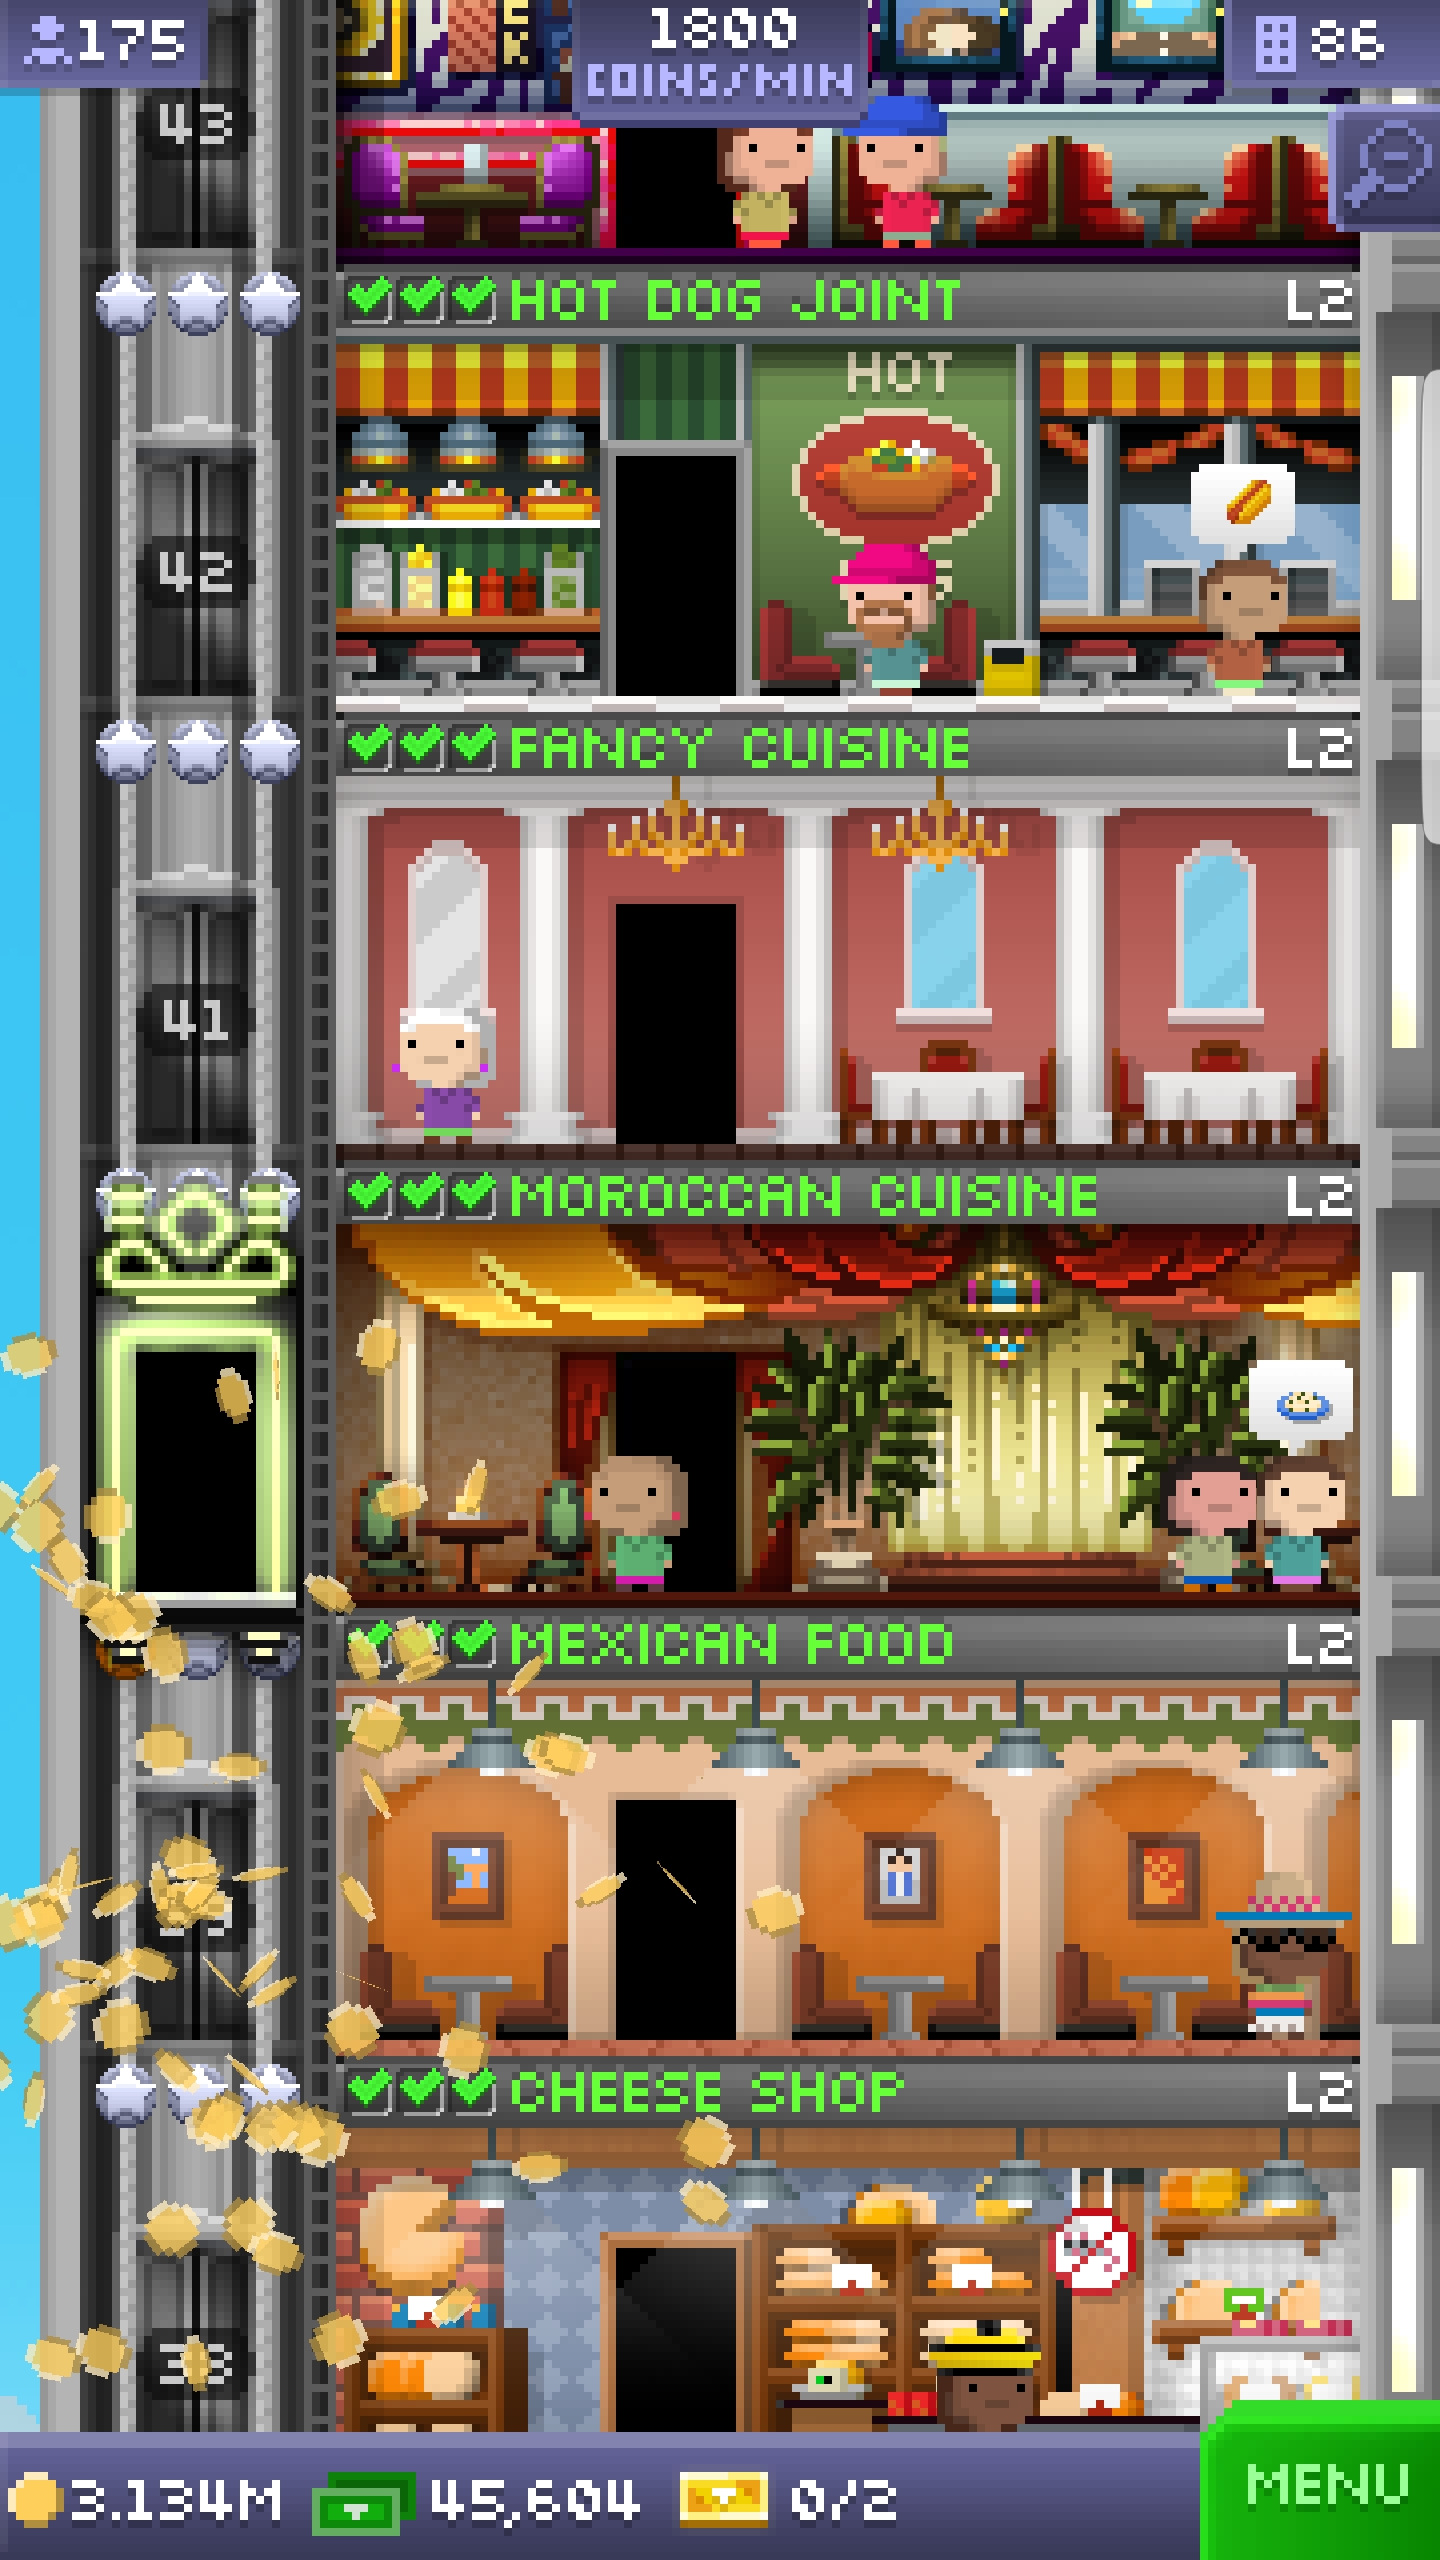 175
1800
COINS/MIN
86
43
HOT DOG JOINT
L2
HOT
42
FANCY CUISINE
L2
41
MOROCCAN CUISINE
L2
MEXICAN FOOD
L2
CHEESE SHOP
L2
38
3.134M
45,604
0/2
MENU